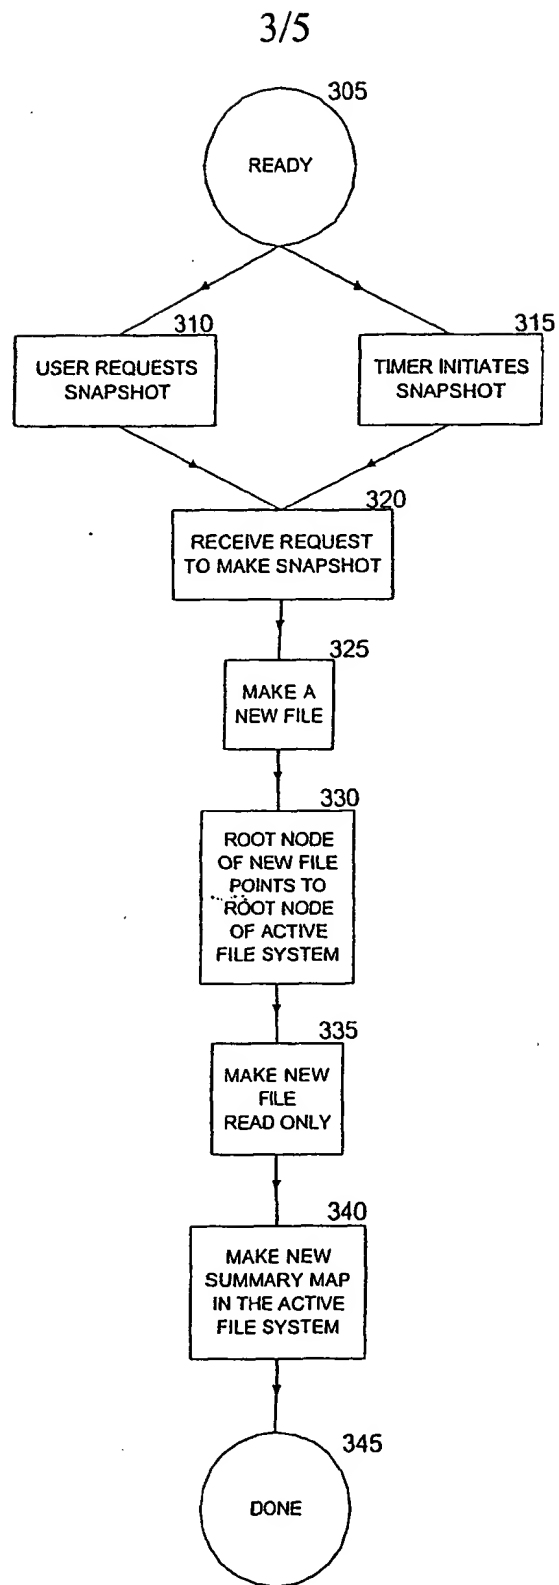 3/5
305
READY
310
USER REQUESTS
SNAPSHOT
315
TIMER INITIATES
SNAPSHOT
320
RECEIVE REQUEST
TO MAKE SNAPSHOT
325
MAKE A
NEW FILE
330
ROOT NODE
OF NEW FILE
POINTS TO
ROOT NODE
OF ACTIVE
FILE SYSTEM
335
MAKE NEW
FILE
READ ONLY
340
MAKE NEW
SUMMARY MAP
IN THE ACTIVE
FILE SYSTEM
345
DONE